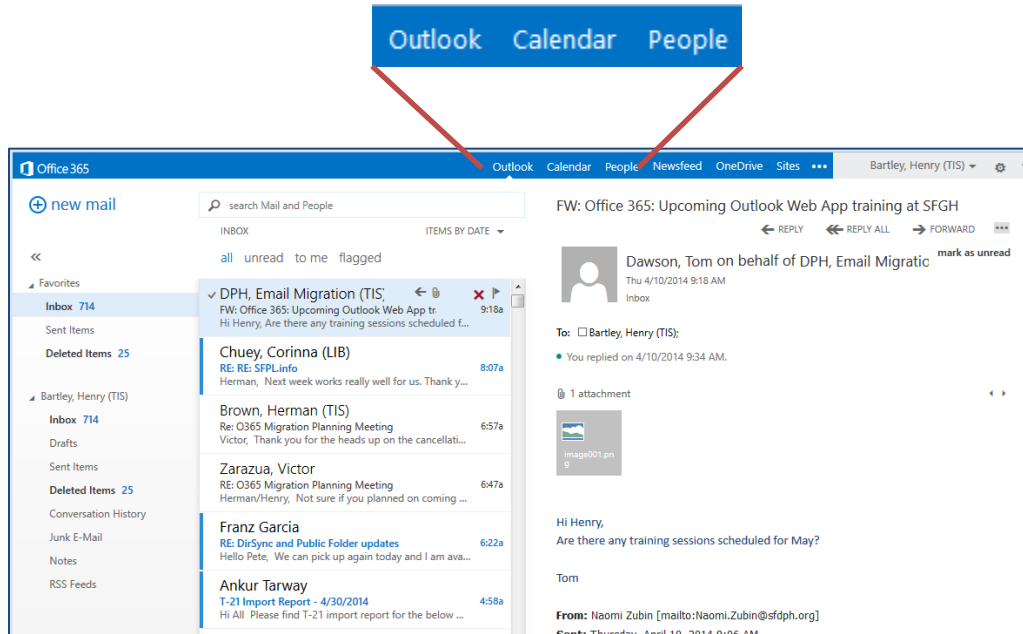 Outlook Calendar People
Office 365
Outlook Calendar People Newsfeed OneDrive Sites ••• Bartley, Henry (TIS)
new mail
search Mail and People
INBOX ITEMS BY DATE
all unread to me flagged
Favorites
Inbox 714
Sent Items
Deleted Items 25
Bartley, Henry (TIS)
Inbox 714
Drafts
Sent Items
Deleted Items 25
Conversation History
Junk E-Mail
Notes
RSS Feeds
DPH, Email Migration (TIS)
FW: Office 365: Upcoming Outlook Web App tr 9:18a
Hi Henry, Are there any training sessions scheduled f...
Chuey, Corinna (LIB)
RE: RE: SFPL.info 8:07a
Herman, Next week works really well for us. Thank y...
Brown, Herman (TIS)
Re: O365 Migration Planning Meeting 6:57a
Victor, Thank you for the heads up on the cancellati...
Zarazua, Victor
RE: O365 Migration Planning Meeting 6:47a
Herman/Henry, Not sure if you planned on coming ...
Franz Garcia
RE: DirSync and Public Folder updates 6:22a
Hello Pete, We can pick up again today and I am ava...
Ankur Tarway
T-21 Import Report - 4/30/2014 4:58a
Hi All Please find T-21 import report for the below ...
FW: Office 365: Upcoming Outlook Web App training at SFGH
REPLY REPLY ALL FORWARD •••
mark as unread
Dawson, Tom on behalf of DPH, Email Migratio
Thu 4/10/2014 9:18 AM
Inbox
To: Bartley, Henry (TIS);
• You replied on 4/10/2014 9:34 AM.
1 attachment
image001.pn
g
Hi Henry,
Are there any training sessions scheduled for May?
Tom
From: Naomi Zubin [mailto:Naomi.Zubin@sfdph.org]
Sent: Thursday, April 10, 2014 9:06 AM